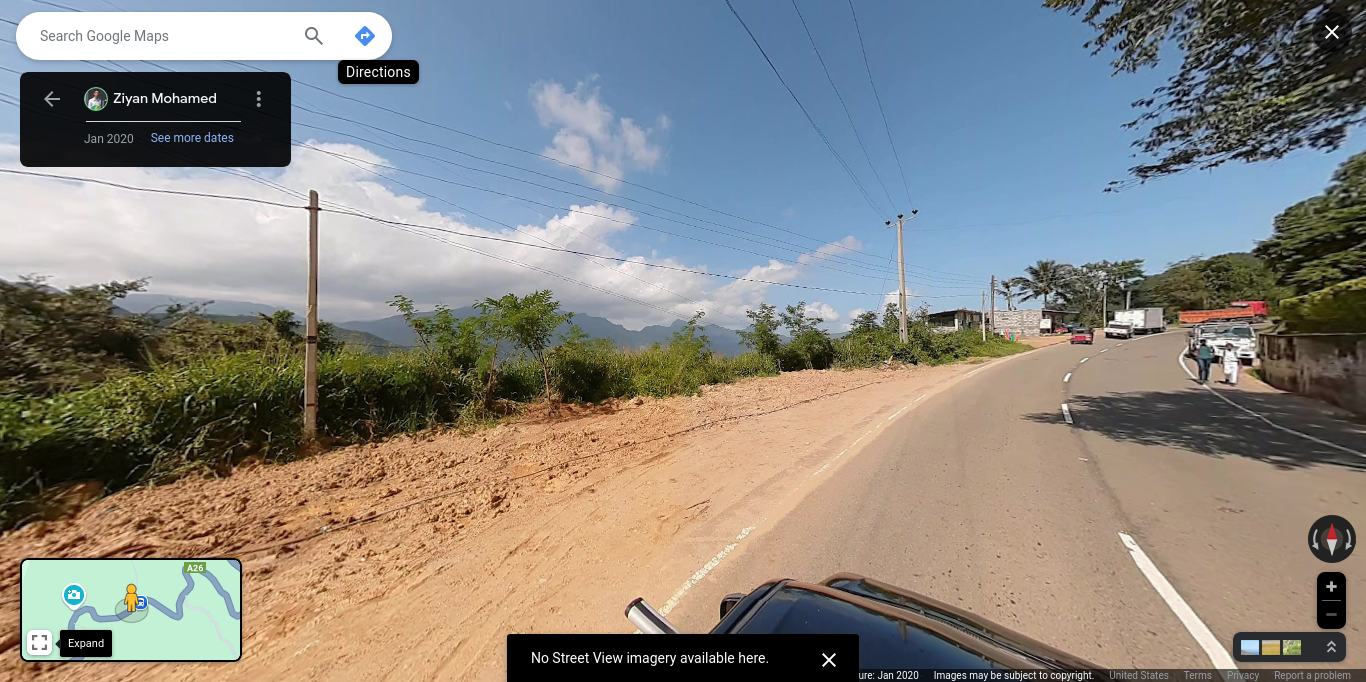 Search Google Maps
Directions
Ziyan Mohamed
Jan 2020 See more dates
A26
Expand
No Street View imagery available here.
ure: Jan 2020 Images may be subject to copyright. United States Terms Privacy Report a problem